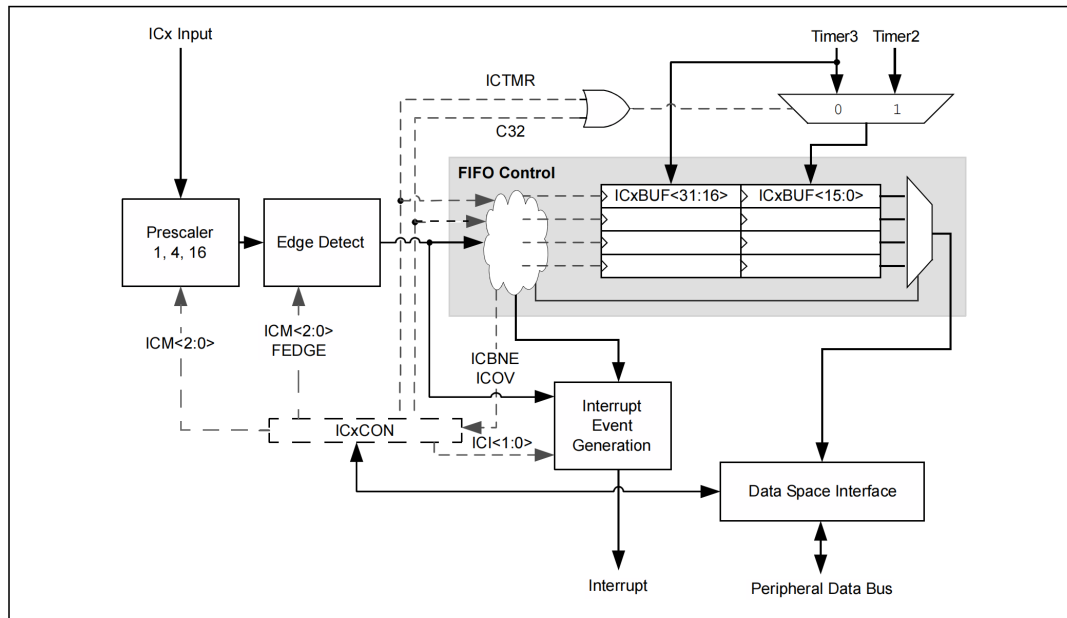 ICx Input
Timer3
Timer2
ICTMR
C32
0
1
FIFO Control
ICxBUF<31:16>
ICxBUF<15:0>
Prescaler
1, 4, 16
Edge Detect
ICM<2:0>
ICM<2:0>
FEDGE
ICBNE
ICOV
ICxCON
ICI<1:0>
Interrupt
Event
Generation
Data Space Interface
Interrupt
Peripheral Data Bus